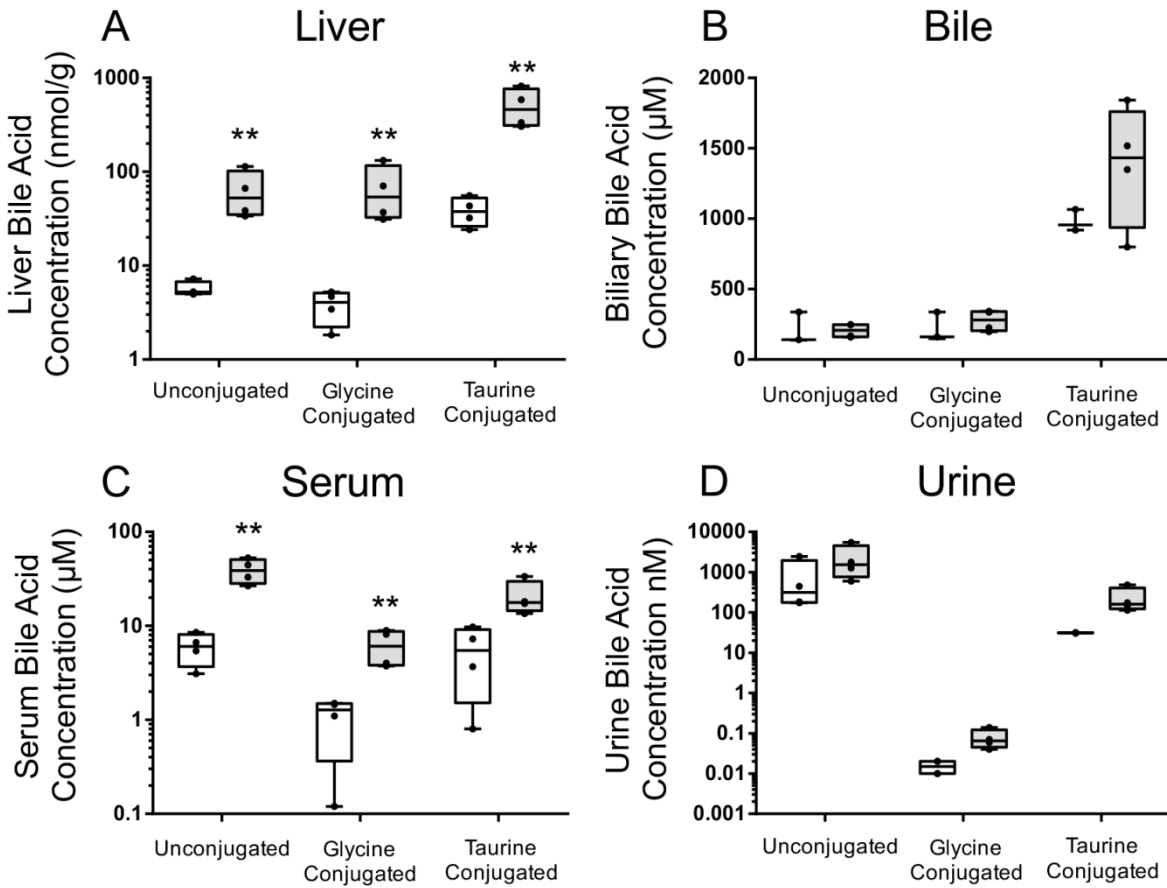 A Liver
Liver Bile Acid
Concentration (nmol/g)
1000
100
10
1
**
**
**
Unconjugated
Glycine
Conjugated
Taurine
Conjugated
B Bile
Biliary Bile Acid
Concentration (µM)
2000
1500
1000
500
0
Unconjugated
Glycine
Conjugated
Taurine
Conjugated
C Serum
Serum Bile Acid
Concentration (µM)
100
10
1
0.1
**
**
**
Unconjugated
Glycine
Conjugated
Taurine
Conjugated
D Urine
Urine Bile Acid
Concentration nM)
10000
1000
100
10
1
0.1
0.01
0.001
Unconjugated
Glycine
Conjugated
Taurine
Conjugated